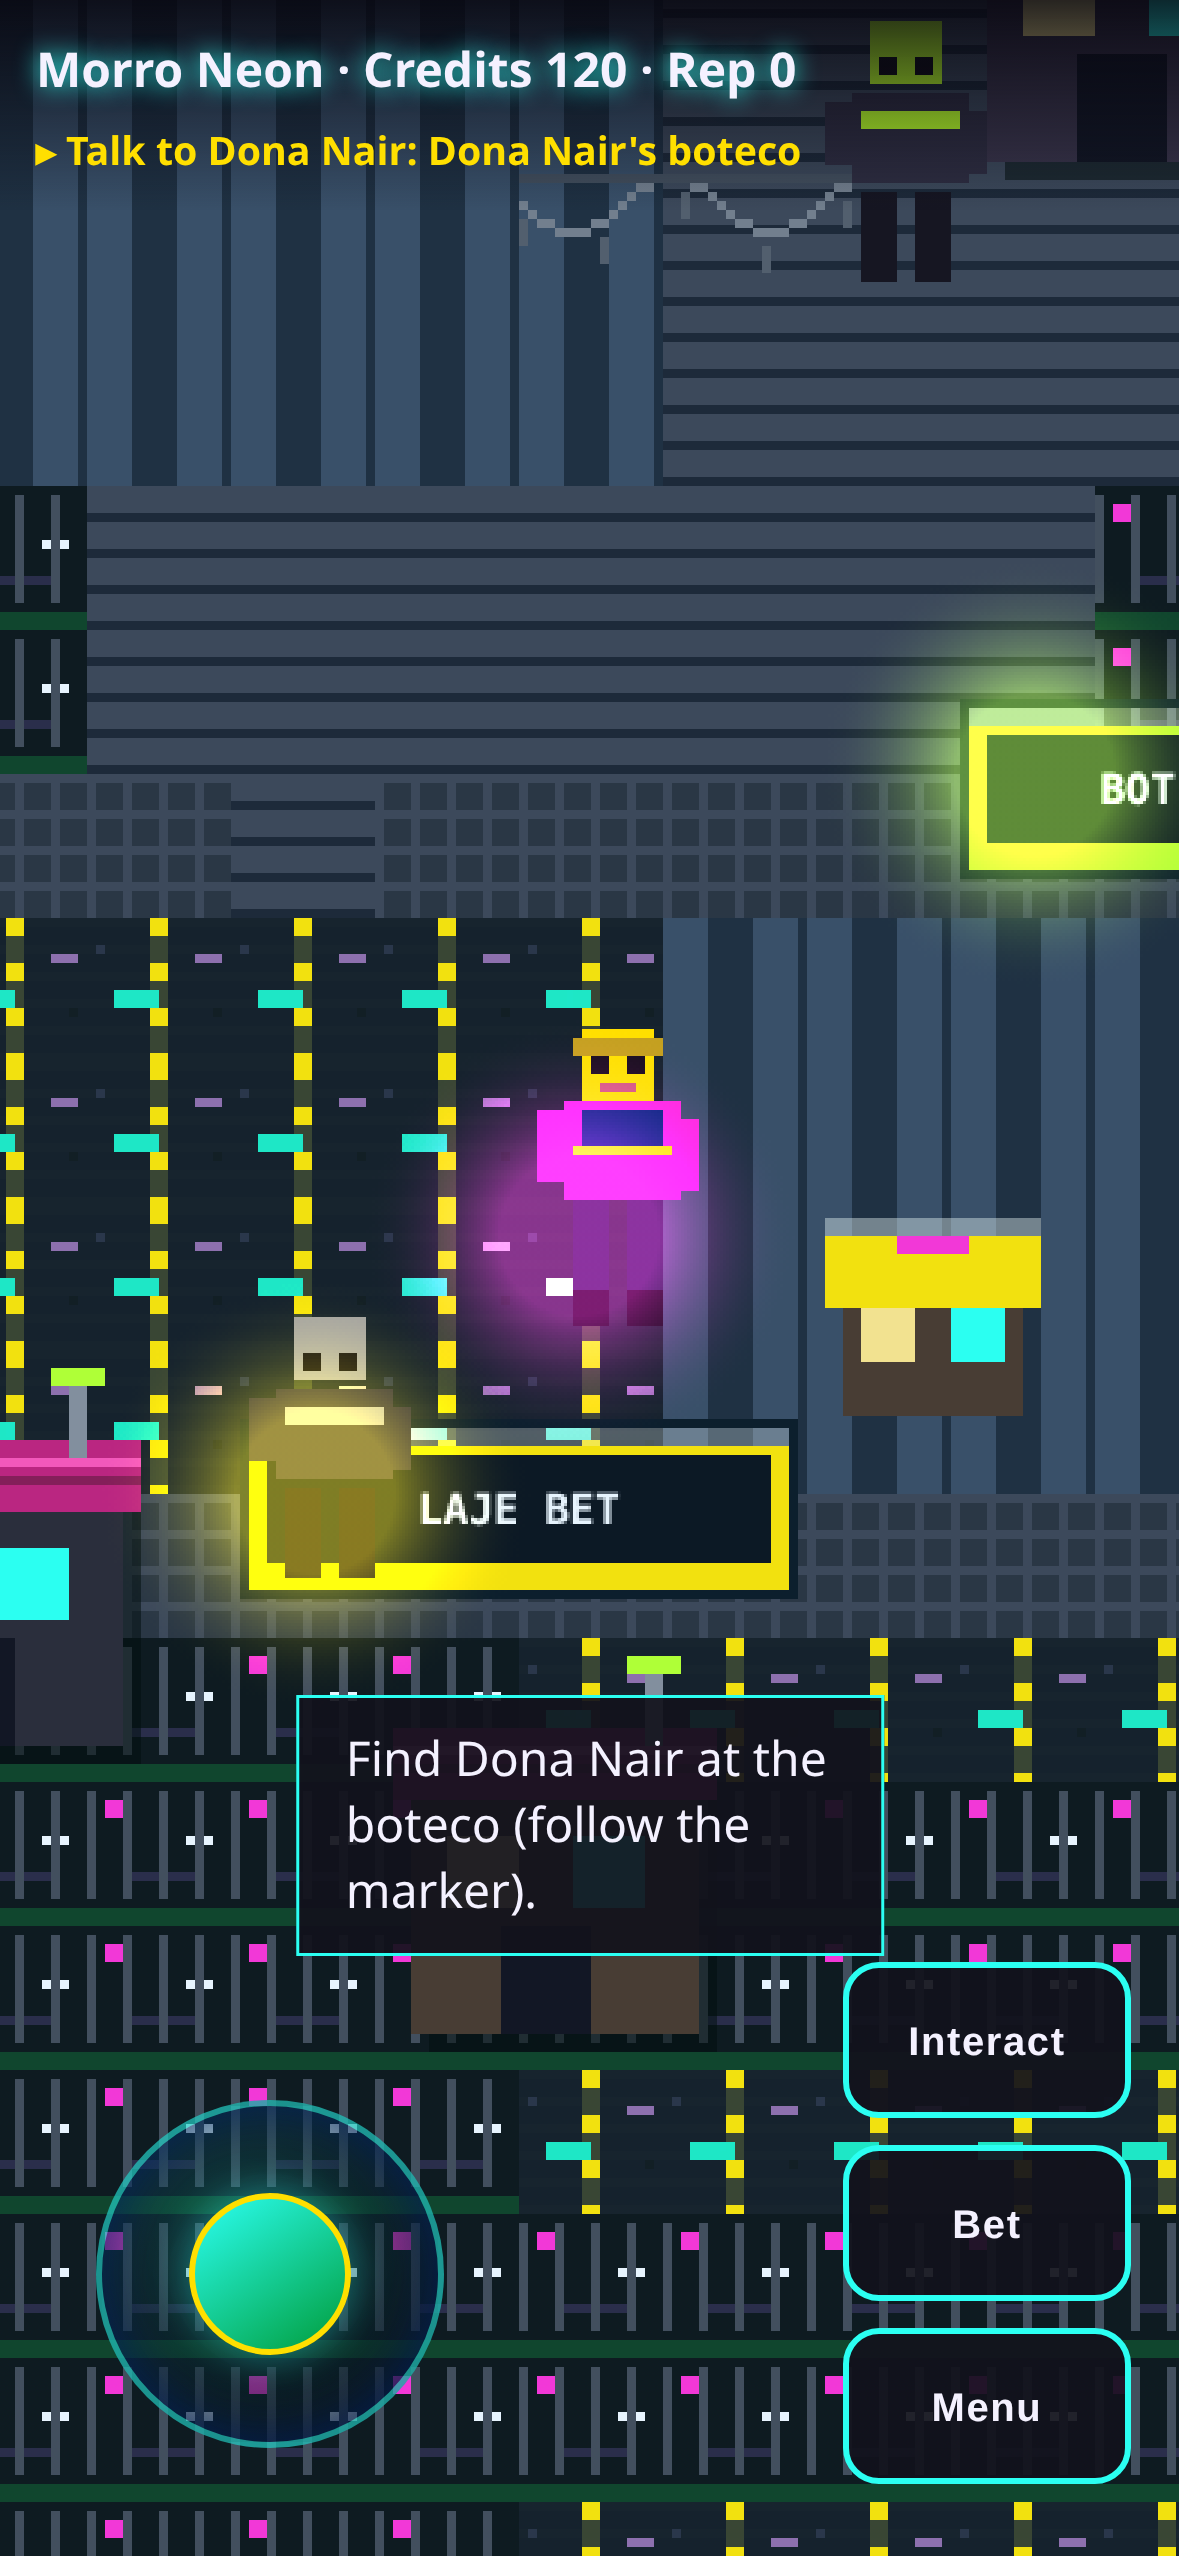 Morro Neon · Credits 120 · Rep 0
▸ Talk to Dona Nair: Dona Nair's boteco
BOT
LAJE BET
Find Dona Nair at the
boteco (follow the
marker).
Interact
Bet
Menu